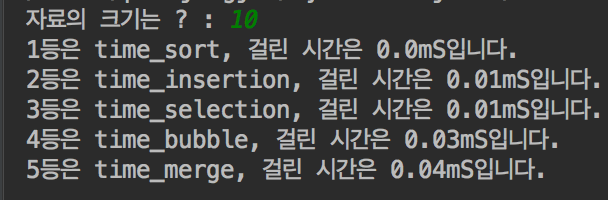 자료의 크기는 ? : 10
1등은 time_sort, 걸린 시간은 0.0mS입니다.
2등은 time_insertion, 걸린 시간은 0.01mS입니다.
3등은 time_selection, 걸린 시간은 0.01mS입니다.
4등은 time_bubble, 걸린 시간은 0.03mS입니다.
5등은 time_merge, 걸린 시간은 0.04mS입니다.